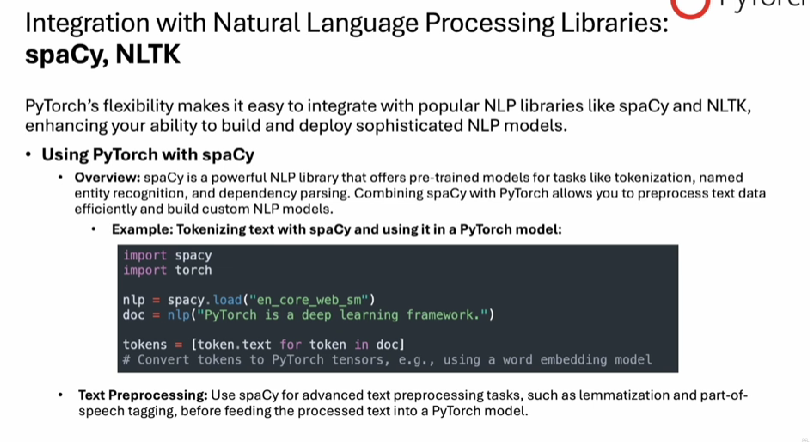 PyTorch
Integration with Natural Language Processing Libraries:
spaCy, NLTK
PyTorch's flexibility makes it easy to integrate with popular NLP libraries like spaCy and NLTK,
enhancing your ability to build and deploy sophisticated NLP models.
• Using PyTorch with spaCy
• Overview: spaCy is a powerful NLP library that offers pre-trained models for tasks like tokenization, named
entity recognition, and dependency parsing. Combining spaCy with PyTorch allows you to preprocess text data
efficiently and build custom NLP models.
• Example: Tokenizing text with spaCy and using it in a PyTorch model:
import spacy
import torch
nlp = spacy.load("en_core_web_sm")
doc = nlp("PyTorch is a deep learning framework.")
tokens = [token.text for token in doc]
# Convert tokens to PyTorch tensors, e.g., using a word embedding model
• Text Preprocessing: Use spaCy for advanced text preprocessing tasks, such as lemmatization and part-of-
speech tagging, before feeding the processed text into a PyTorch model.